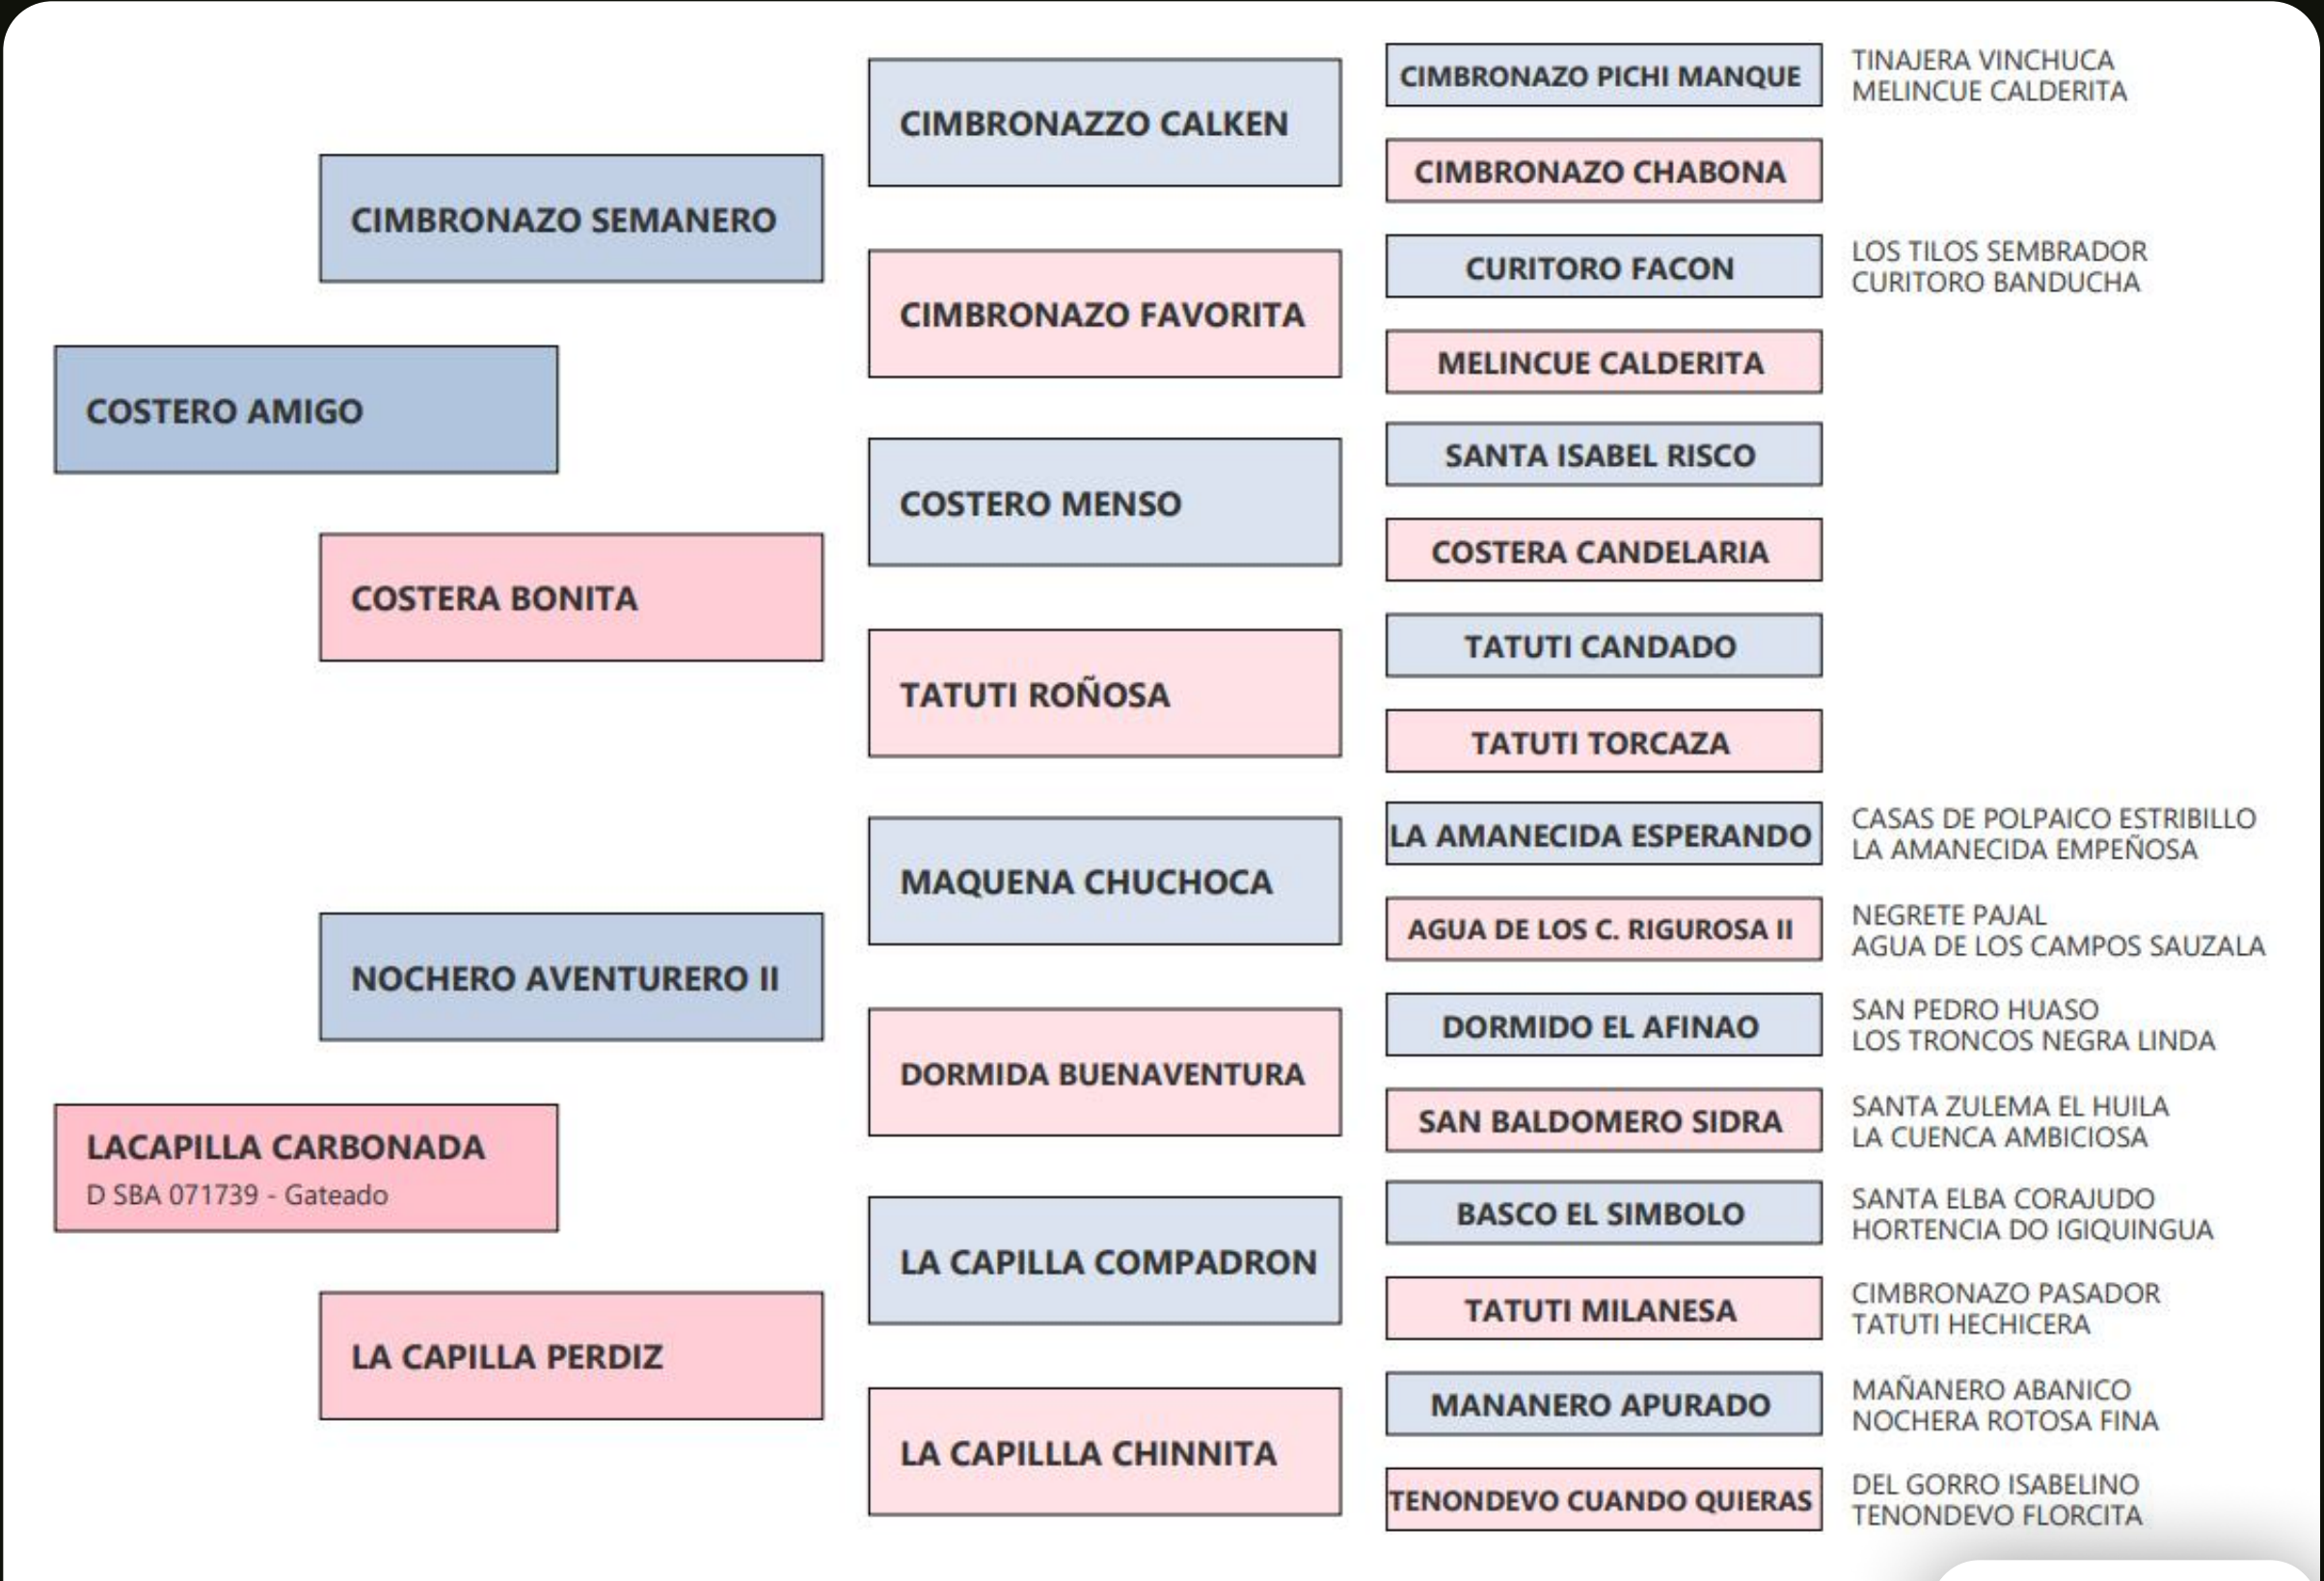 COSTERO AMIGO
CIMBRONAZO SEMANERO
CIMBRONAZZO CALKEN
CIMBRONAZO PICHI MANQUE
TINAJERA VINCHUCA
MELINCUE CALDERITA
CIMBRONAZO CHABONA
CIMBRONAZO FAVORITA
CURITORO FACON
LOS TILOS SEMBRADOR
CURITORO BANDUCHA
MELINCUE CALDERITA
COSTERA BONITA
COSTERO MENSO
SANTA ISABEL RISCO
COSTERA CANDELARIA
TATUTI ROÑOSA
TATUTI CANDADO
TATUTI TORCAZA
LACAPILLA CARBONADA
D SBA 071739 - Gateado
NOCHERO AVENTURERO II
MAQUENA CHUCHOCA
LA AMANECIDA ESPERANDO
CASAS DE POLPAICO ESTRIBILLO
LA AMANECIDA EMPEÑOSA
AGUA DE LOS C. RIGUROSA II
NEGRETE PAJAL
AGUA DE LOS CAMPOS SAUZALA
DORMIDA BUENAVENTURA
DORMIDO EL AFINAO
SAN PEDRO HUASO
LOS TRONCOS NEGRA LINDA
SAN BALDOMERO SIDRA
SANTA ZULEMA EL HUILA
LA CUENCA AMBICIOSA
LA CAPILLA PERDIZ
LA CAPILLA COMPADRON
BASCO EL SIMBOLO
SANTA ELBA CORAJUDO
HORTENCIA DO IGIQUINGUA
TATUTI MILANESA
CIMBRONAZO PASADOR
TATUTI HECHICERA
LA CAPILLLA CHINNITA
MANANERO APURADO
MAÑANERO ABANICO
NOCHERA ROTOSA FINA
TENONDEVO CUANDO QUIERAS
DEL GORRO ISABELINO
TENONDEVO FLORCITA